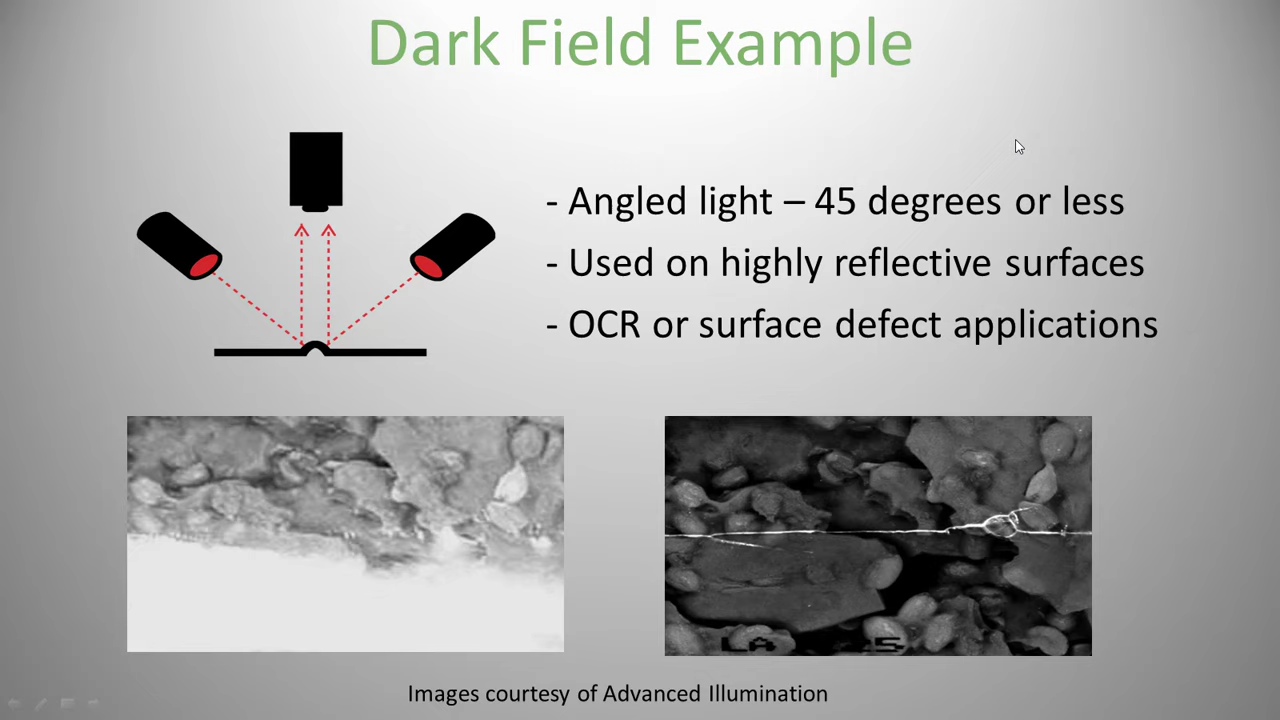 Dark Field Example
- Angled light – 45 degrees or less
- Used on highly reflective surfaces
- OCR or surface defect applications
LA
Images courtesy of Advanced Illumination